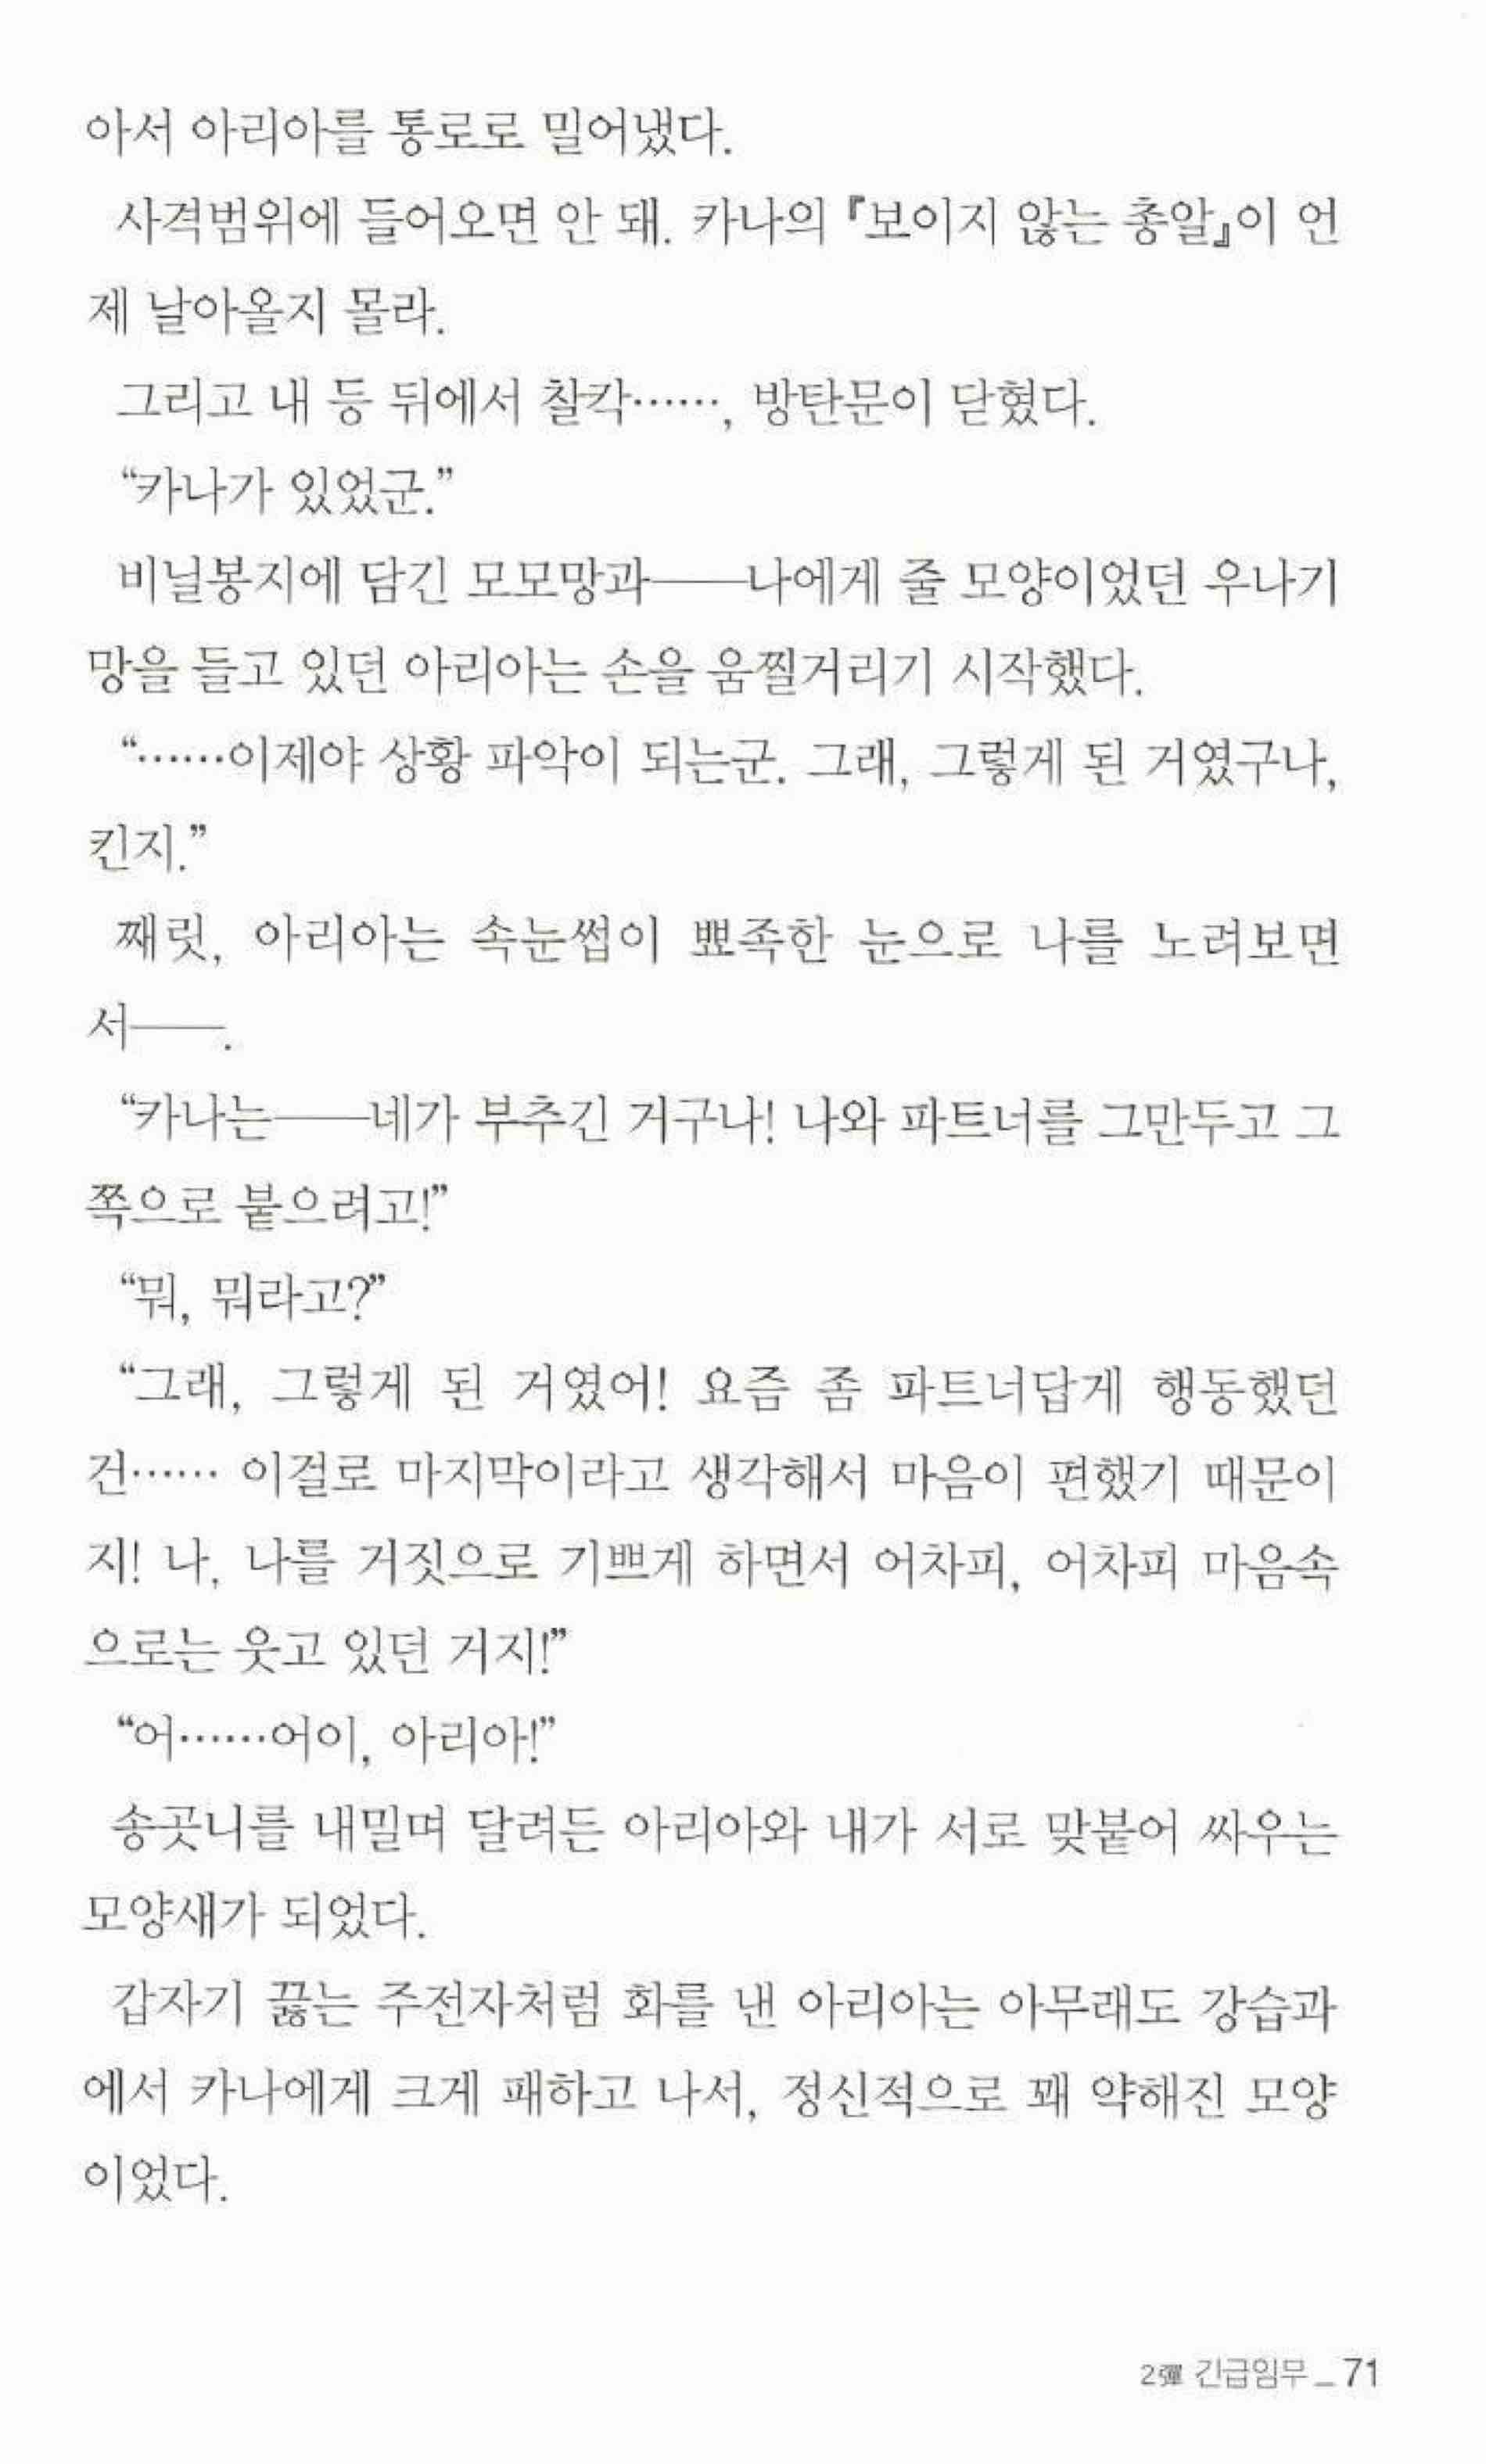 아서 아리아를 통로로 밀어냈다.
사격범위에 들어오면 안 돼. 카나의 『보이지 않는 총알』이 언
제 날아올지 몰라.
그리고 내 등 뒤에서 찰칵……, 방탄문이 닫혔다.
“카나가 있었군.”
비닐봉지에 담긴 모모망과──나에게 줄 모양이었던 우나기
망을 들고 있던 아리아는 손을 움찔거리기 시작했다.
“……이제야 상황 파악이 되는군. 그래, 그렇게 된 거였구나,
킨지.”
째릿, 아리아는 속눈썹이 뾰족한 눈으로 나를 노려보면
서──.
“카나는──네가 부추긴 거구나! 나와 파트너를 그만두고 그
쪽으로 붙으려고!”
“뭐, 뭐라고?”
“그래, 그렇게 된 거였어! 요즘 좀 파트너답게 행동했던
건…… 이걸로 마지막이라고 생각해서 마음이 편했기 때문이
지! 나, 나를 거짓으로 기쁘게 하면서 어차피, 어차피 마음속
으로는 웃고 있던 거지!”
“어……어이, 아리아!”
송곳니를 내밀며 달려든 아리아와 내가 서로 맞붙어 싸우는
모양새가 되었다.
갑자기 끓는 주전자처럼 화를 낸 아리아는 아무래도 강습과
에서 카나에게 크게 패하고 나서, 정신적으로 꽤 약해진 모양
이었다.
2彈 긴급임무_71